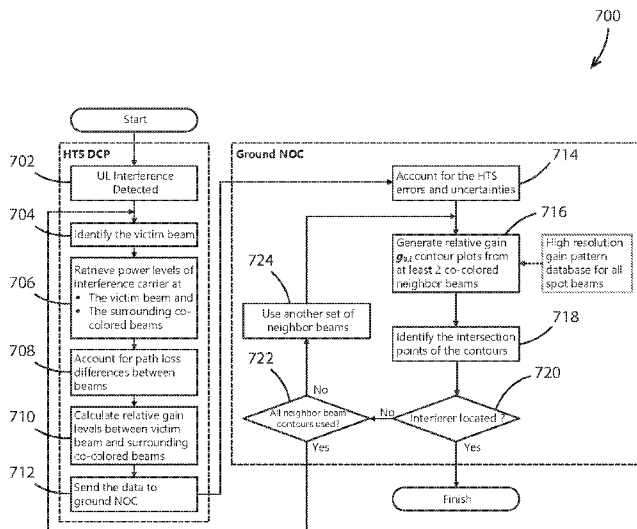 700
Start
HTS DCP
702
UL Interference
Detected
704
Identify the victim beam
706
Retrieve power levels of
interference carrier at
• The victim beam and
• The surrounding co-
colored beams
708
Account for path loss
differences between
beams
710
Calculate relative gain
levels between victim
beam and surrounding
co-colored beams
712
Send the data to
ground NOC
Ground NOC
714
Account for the HTS
errors and uncertainties
716
Generate relative gain
contour plots from
at least 2 co-colored
neighbor beams
High resolution
gain pattern
database for all
spot beams
724
Use another set of
neighbor beams
718
Identify the intersection
points of the contours
722
All neighbor beam
contours used?
No
Yes
720
Interferer located ?
No
Yes
Finish